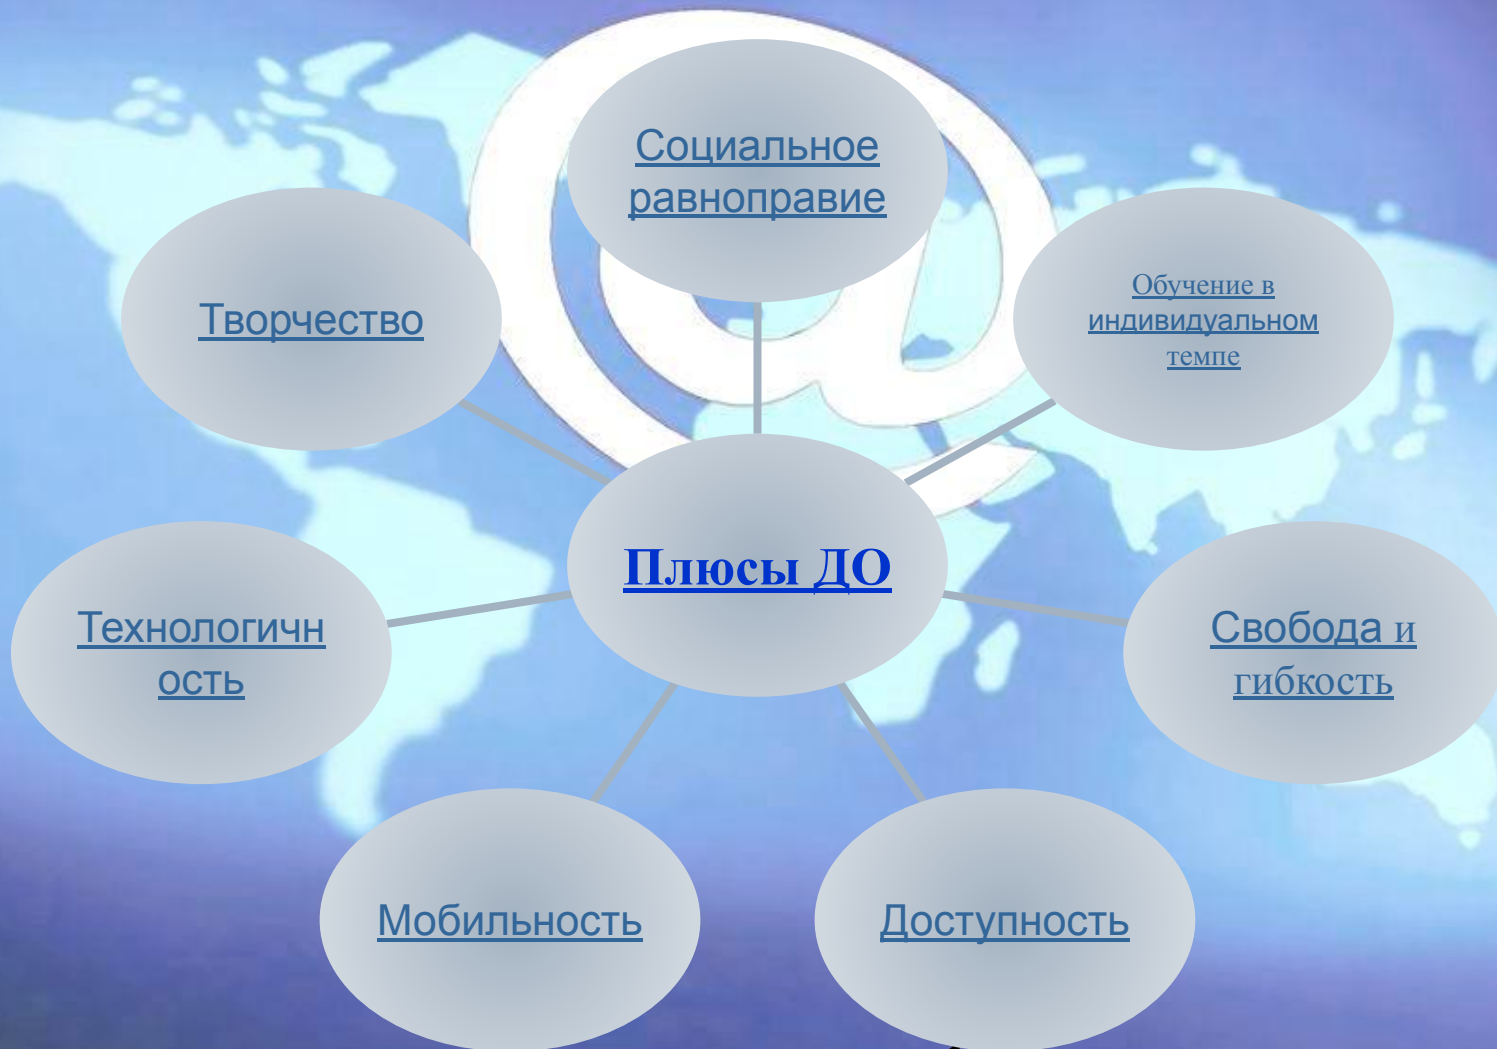 Социальное
равноправие
Творчество
Обучение в
индивидуальном
темпе
Плюсы ДО
Технологичн
ость
Свобода и
гибкость
Мобильность
Доступность